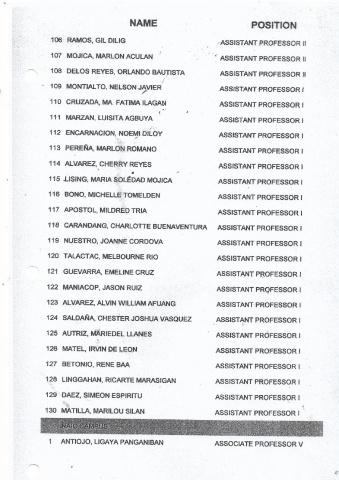 NAME POSITION
106 RAMOS, GIL DILIG ASSISTANT PROFESSOR II
107 MOJICA, MARLON ACULAN ASSISTANT PROFESSOR II
108 DELOS REYES, ORLANDO BAUTISTA ASSISTANT PROFESSOR II
109 MONTIALTO, NELSON JAVIER ASSISTANT PROFESSOR I
110 CRUZADA, MA. FATIMA ILAGAN ASSISTANT PROFESSOR I
111 MARZAN, LUISITA AGBUYA ASSISTANT PROFESSOR I
112 ENCARNACION, NOEMI DILOY ASSISTANT PROFESSOR I
113 PEREÑA, MARLON ROMANO ASSISTANT PROFESSOR I
114 ALVAREZ, CHERRY REYES ASSISTANT PROFESSOR I
115 LISING, MARIA SOLEDAD MOJICA ASSISTANT PROFESSOR I
116 BONO, MICHELLE TOMELDEN ASSISTANT PROFESSOR I
117 APOSTOL, MILDRED TRIA ASSISTANT PROFESSOR I
118 CARANDANG, CHARLOTTE BUENAVENTURA ASSISTANT PROFESSOR I
119 NUESTRO, JOANNE CORDOVA ASSISTANT PROFESSOR I
120 TALACTAC, MELBOURNE RIO ASSISTANT PROFESSOR I
121 GUEVARRA, EMELINE CRUZ ASSISTANT PROFESSOR I
122 MANIACOP, JASON RUIZ ASSISTANT PROFESSOR I
123 ALVAREZ, ALVIN WILLIAM AFUANG ASSISTANT PROFESSOR I
124 SALDAÑA, CHESTER JOSHUA VASQUEZ ASSISTANT PROFESSOR I
125 AUTRIZ, MARIEDEL LLANES ASSISTANT PROFESSOR I
126 MATEL, IRVIN DE LEON ASSISTANT PROFESSOR I
127 BETONIO, RENE BAA ASSISTANT PROFESSOR I
128 LINGGAHAN, RICARTE MARASIGAN ASSISTANT PROFESSOR I
129 DAEZ, SIMEON ESPIRITU ASSISTANT PROFESSOR I
130 MATILLA, MARILOU SILAN ASSISTANT PROFESSOR I
NAIC CAMPUS
1 ANTIOJO, LIGAYA PANGANIBAN ASSOCIATE PROFESSOR V